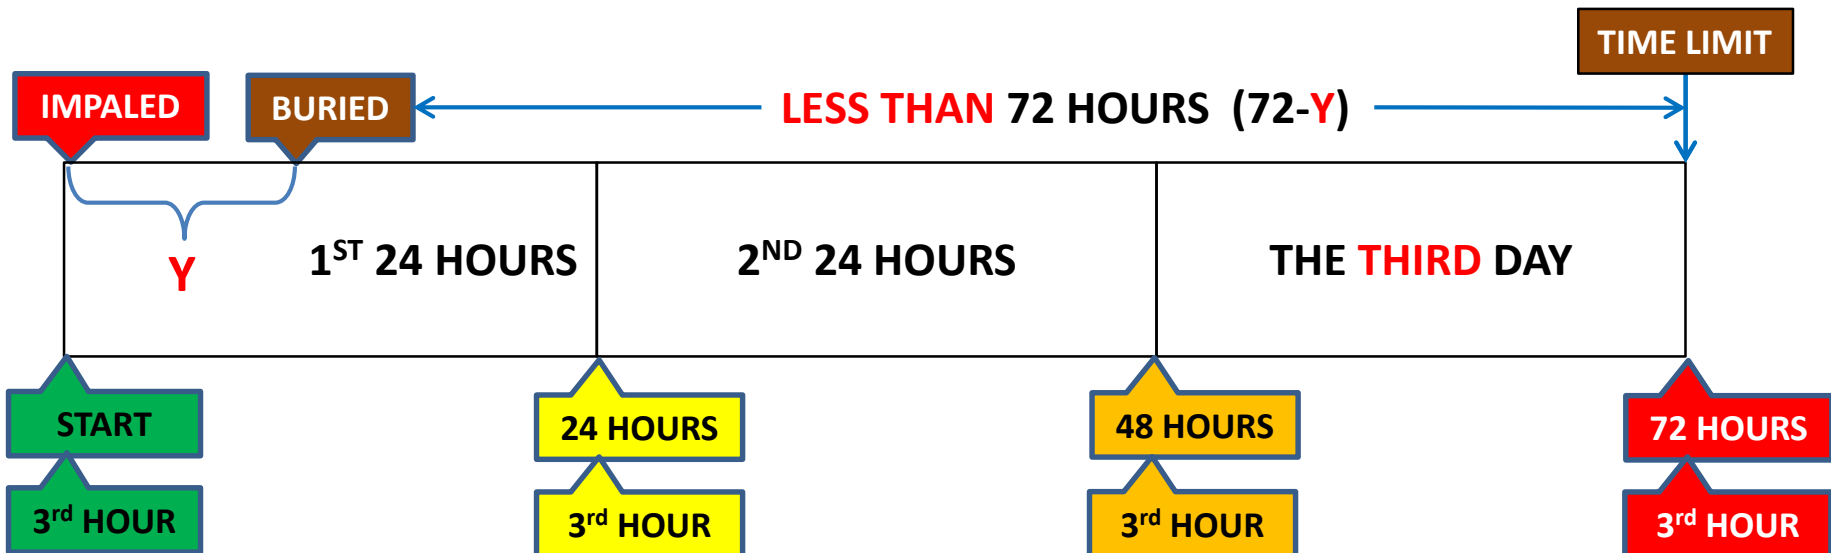 TIME LIMIT
IMPALED
BURIED
LESS THAN 72 HOURS (72-Y)
Y
1ST 24 HOURS
2ND 24 HOURS
THE THIRD DAY
START
24 HOURS
48 HOURS
72 HOURS
3rd HOUR
3rd HOUR
3rd HOUR
3rd HOUR